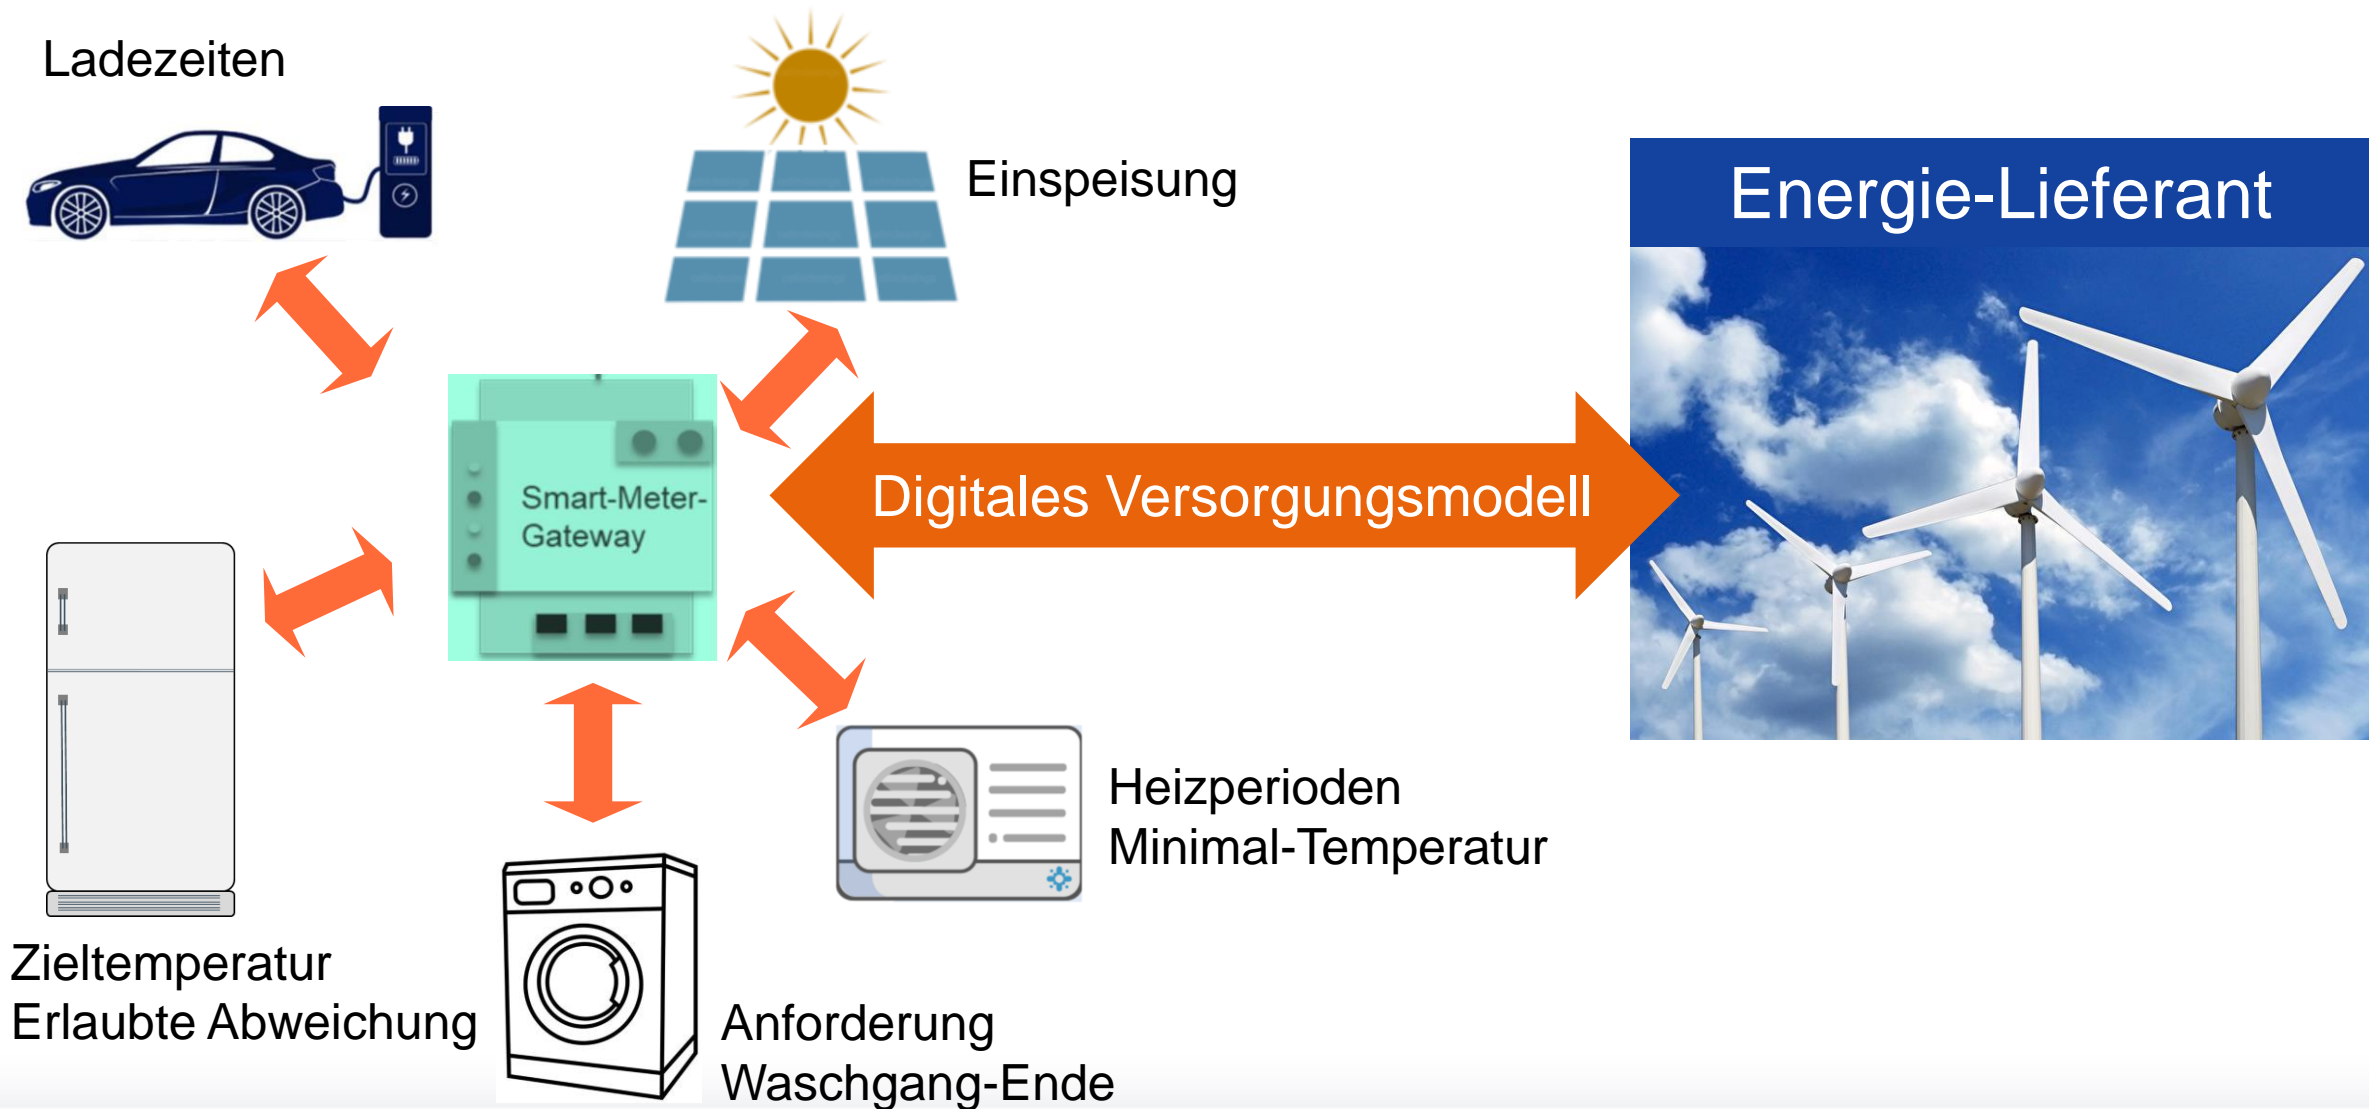 Ladezeiten
Einspeisung
Energie-Lieferant
Smart-Meter-
Gateway
Digitales Versorgungsmodell
Heizperioden
Minimal-Temperatur
Zieltemperatur
Erlaubte Abweichung
Anforderung
Waschgang-Ende